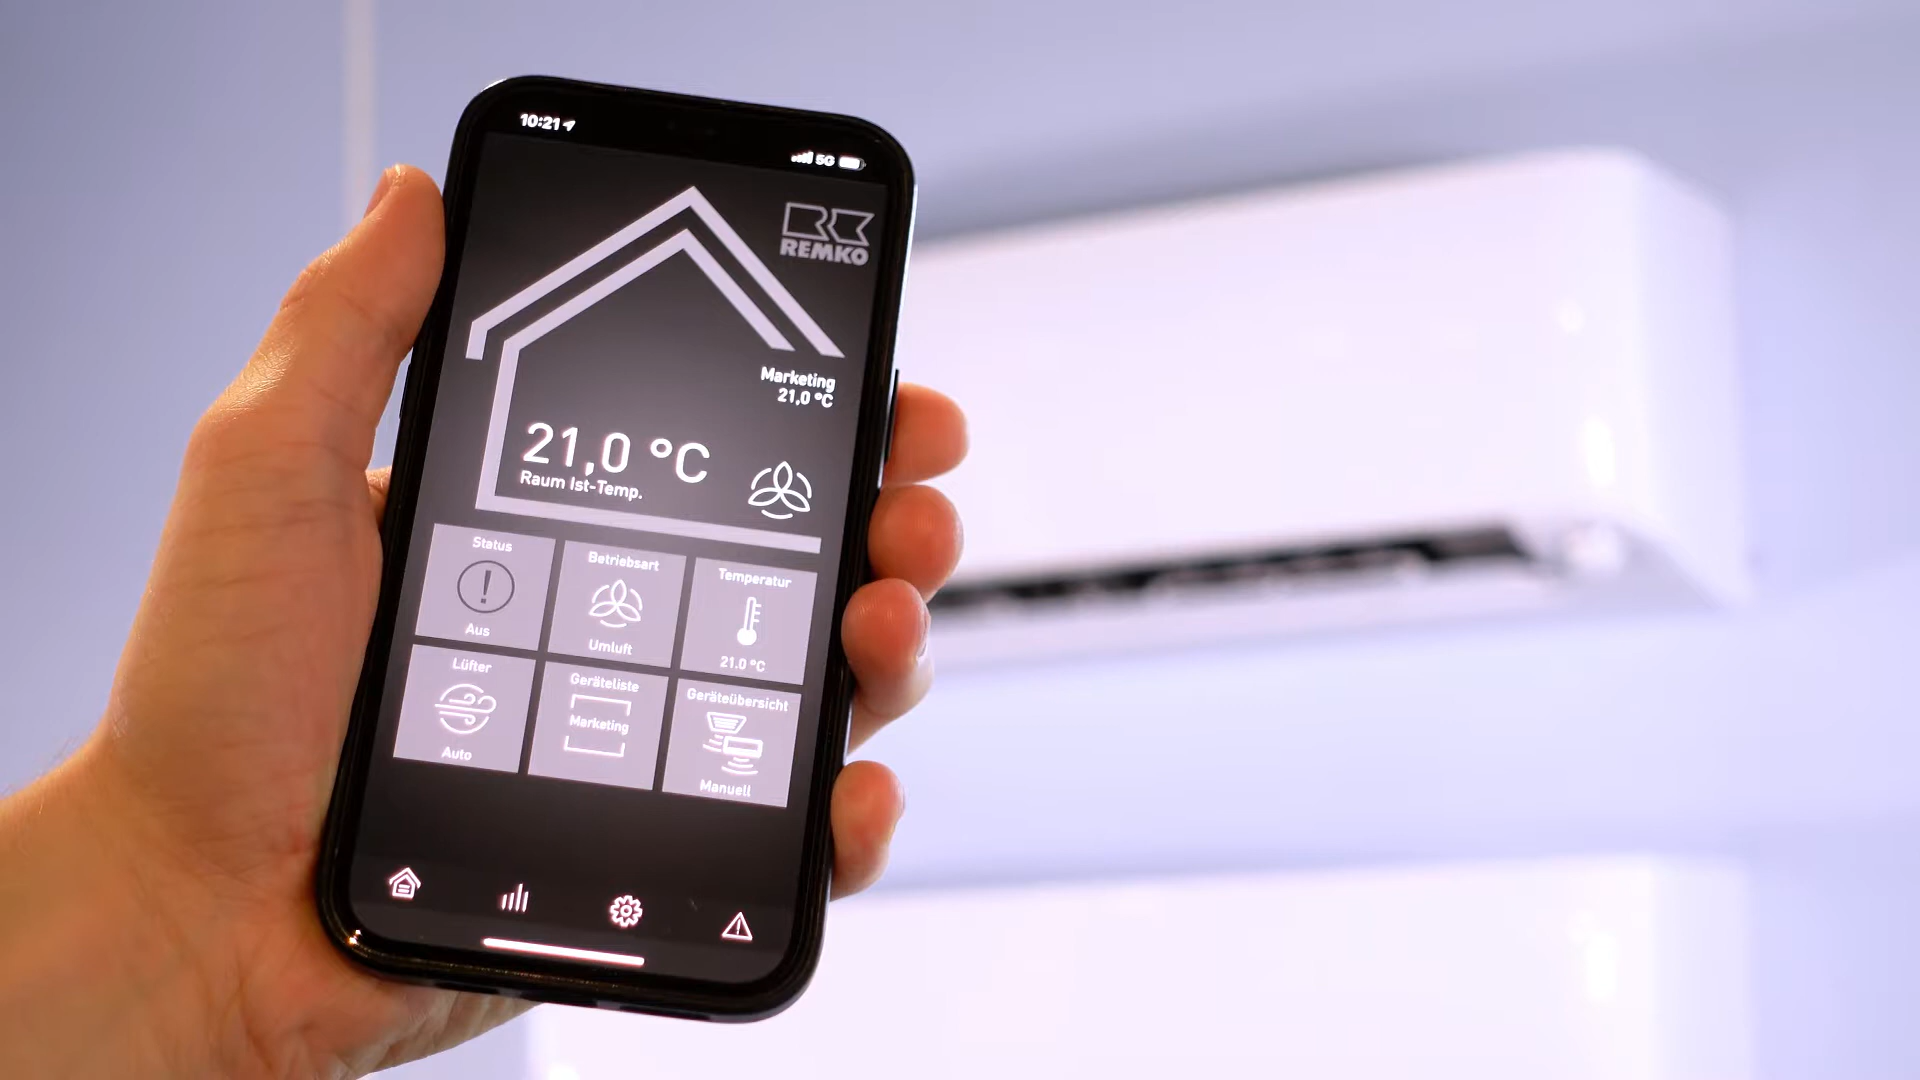 10:21
5G
REMKO
Marketing
21,0 °C
21,0 °C
Raum Ist-Temp.
Status
Aus
Betriebsart
Umluft
Temperatur
21.0 °C
Lüfter
Auto
Geräteliste
Marketing
Geräteübersicht
Manuell